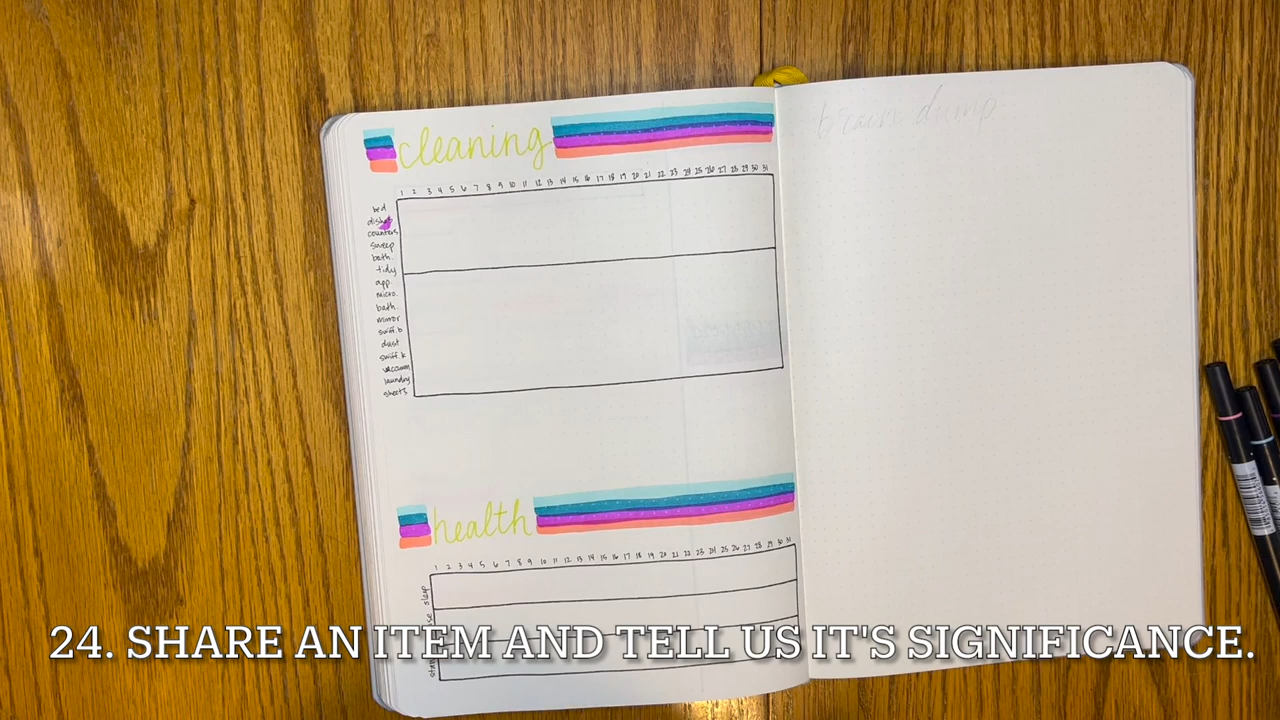 cleaning
1 2 3 4 5 6 7 8 9 10 11 12 13 14 15 16 17 18 19 20 21 22 23 24 25 26 27 28 29 30 31
bed
dishes
counters
sweep
bath.
tidy
app.
micro.
bath.
mirror
swiff. b
dust
swiff. k
vacuum
laundry
sheets
health
1 2 3 4 5 6 7 8 9 10 11 12 13 14 15 16 17 18 19 20 21 22 23 24 25 26 27 28 29 30 31
sleep
brain dump
24. SHARE AN ITEM AND TELL US IT'S SIGNIFICANCE.